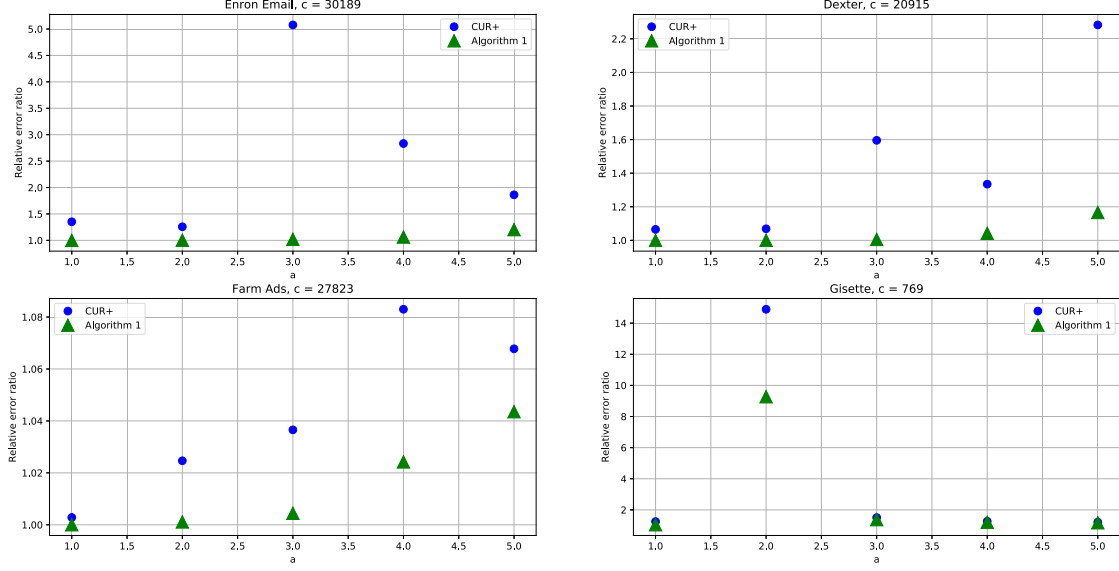 Enron Email, c = 30189
CUR+
Algorithm 1
Relative error ratio
5.0
4.5
4.0
3.5
3.0
2.5
2.0
1.5
1.0
1.0 1.5 2.0 2.5 3.0 3.5 4.0 4.5 5.0
a
Dexter, c = 20915
CUR+
Algorithm 1
Relative error ratio
2.2
2.0
1.8
1.6
1.4
1.2
1.0
1.0 1.5 2.0 2.5 3.0 3.5 4.0 4.5 5.0
a
Farm Ads, c = 27823
CUR+
Algorithm 1
Relative error ratio
1.08
1.06
1.04
1.02
1.00
1.0 1.5 2.0 2.5 3.0 3.5 4.0 4.5 5.0
a
Gisette, c = 769
CUR+
Algorithm 1
Relative error ratio
14
12
10
8
6
4
2
1.0 1.5 2.0 2.5 3.0 3.5 4.0 4.5 5.0
a